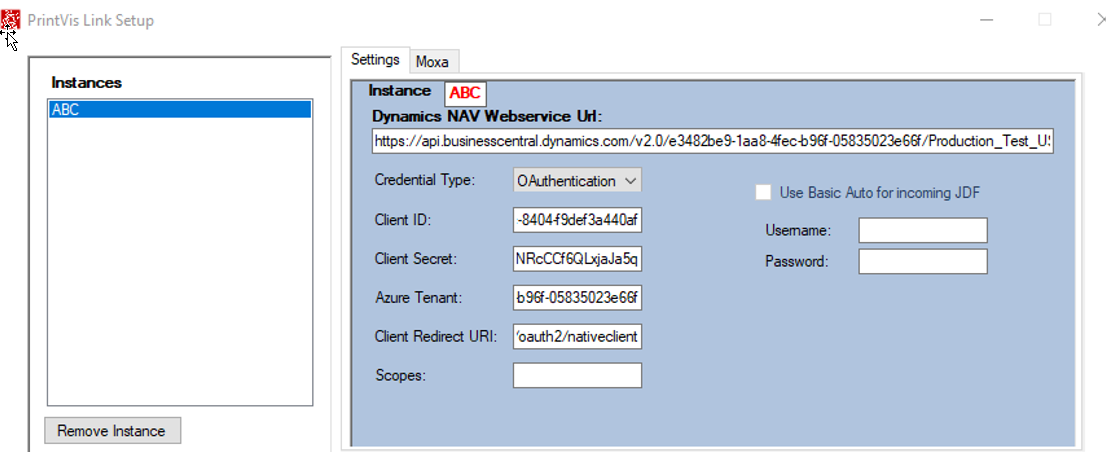 PrintVis Link Setup
Instances
ABC
Remove Instance
Settings
Moxa
Instance ABC
Dynamics NAV Webservice Url:
https://api.businesscentral.dynamics.com/v2.0/e3482be9-1aa8-4fec-b96f-05835023e66f/Production_Test_U
Credential Type: OAuthentication
Client ID: -8404-f9def3a440af
Client Secret: NRcCCf6QLxjaJa5q
Azure Tenant: b96f-05835023e66f
Client Redirect URI: 'oauth2/nativeclient
Scopes:
Use Basic Auto for incoming JDF
Username:
Password: